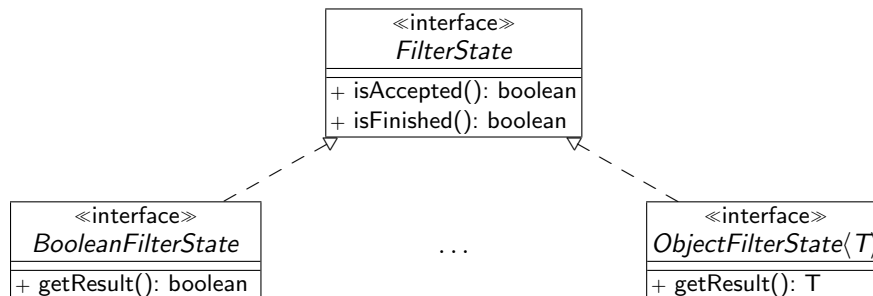 ≪interface≫
FilterState
+ isAccepted(): boolean
+ isFinished(): boolean
≪interface≫
BooleanFilterState
+ getResult(): boolean
...
≪interface≫
ObjectFilterState⟨T⟩
+ getResult(): T